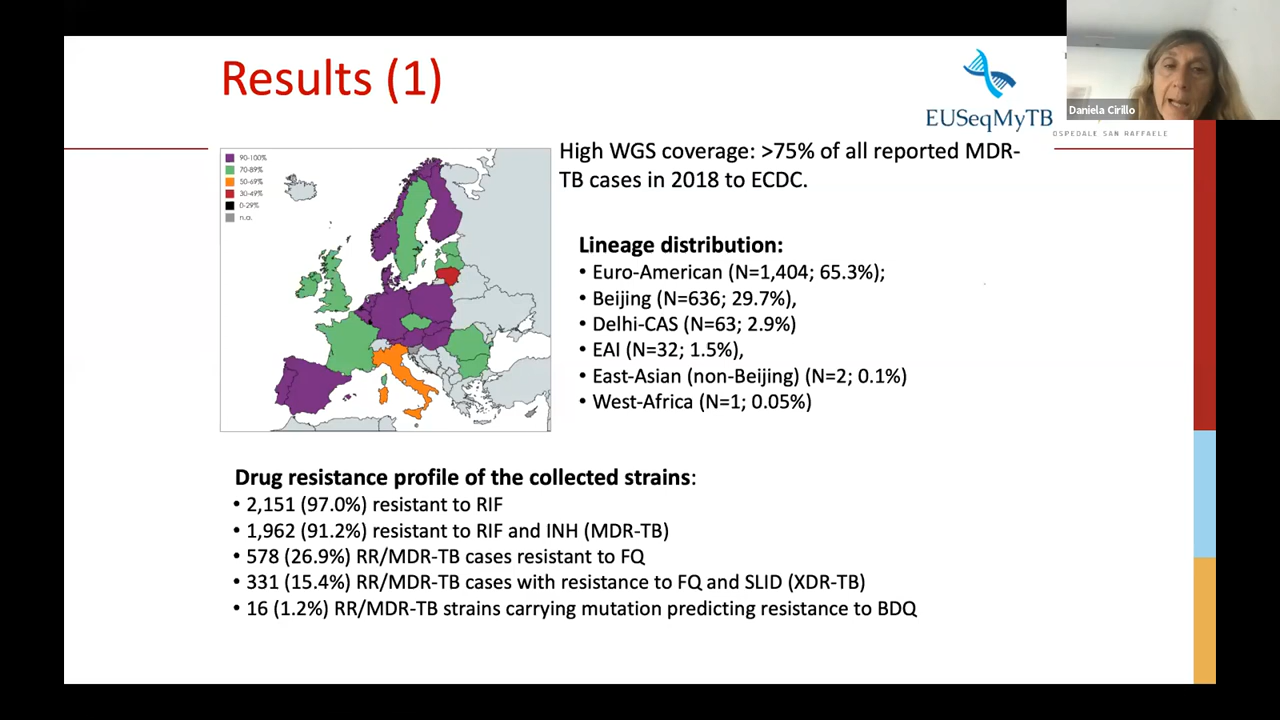 Results (1)
EUSeqMyTB
OSPEDALE SAN RAFFAELE
Daniela Cirillo
90-100%
70-89%
50-69%
30-49%
0-29%
n.a.
High WGS coverage: >75% of all reported MDR-
TB cases in 2018 to ECDC.
Lineage distribution:
• Euro-American (N=1,404; 65.3%);
• Beijing (N=636; 29.7%),
• Delhi-CAS (N=63; 2.9%)
• EAI (N=32; 1.5%),
• East-Asian (non-Beijing) (N=2; 0.1%)
• West-Africa (N=1; 0.05%)
Drug resistance profile of the collected strains:
• 2,151 (97.0%) resistant to RIF
• 1,962 (91.2%) resistant to RIF and INH (MDR-TB)
• 578 (26.9%) RR/MDR-TB cases resistant to FQ
• 331 (15.4%) RR/MDR-TB cases with resistance to FQ and SLID (XDR-TB)
• 16 (1.2%) RR/MDR-TB strains carrying mutation predicting resistance to BDQ